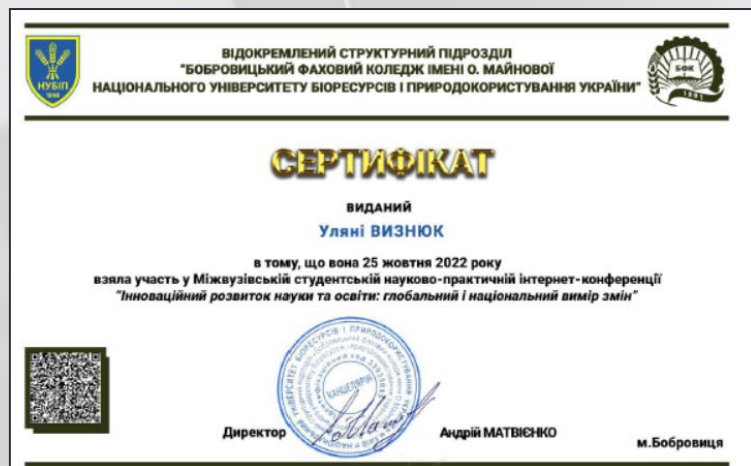 ВІДОКРЕМЛЕНИЙ СТРУКТУРНИЙ ПІДРОЗДІЛ
"БОБРОВИЦЬКИЙ ФАХОВИЙ КОЛЕДЖ ІМЕНІ О. МАЙНОВОЇ
НАЦІОНАЛЬНОГО УНІВЕРСИТЕТУ БІОРЕСУРСІВ І ПРИРОДОКОРИСТУВАННЯ УКРАЇНИ"
НУБІП
1898
БФК
СЕРТИФІКАТ
ВИДАНИЙ
Уляні ВИЗНЮК
в тому, що вона 25 жовтня 2022 року
взяла участь у Міжвузівській студентській науково-практичній інтернет-конференції
"Інноваційний розвиток науки та освіти: глобальний і національний вимір змін"
КАНЦЕЛЯРІЯ
Директор
Андрій МАТВІЄНКО
м.Бобровиця